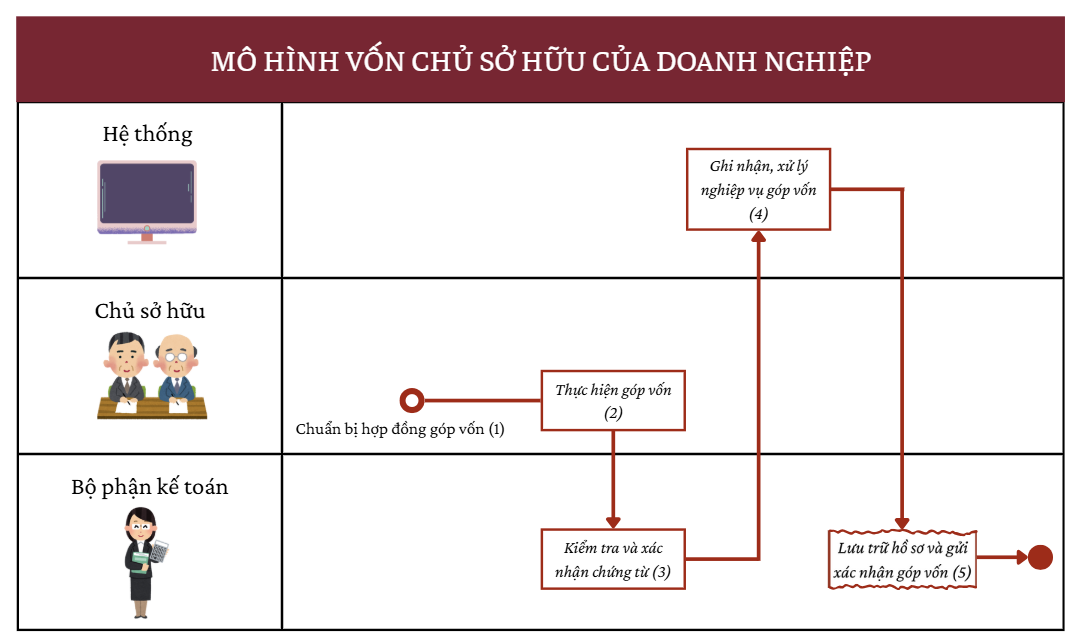 MÔ HÌNH VỐN CHỦ SỞ HỮU CỦA DOANH NGHIỆP
Hệ thống
Ghi nhận, xử lý
nghiệp vụ góp vốn
(4)
Chủ sở hữu
Thực hiện góp vốn
(2)
Chuẩn bị hợp đồng góp vốn (1)
Bộ phận kế toán
Kiểm tra và xác
nhận chứng từ (3)
Lưu trữ hồ sơ và gửi
xác nhận góp vốn (5)